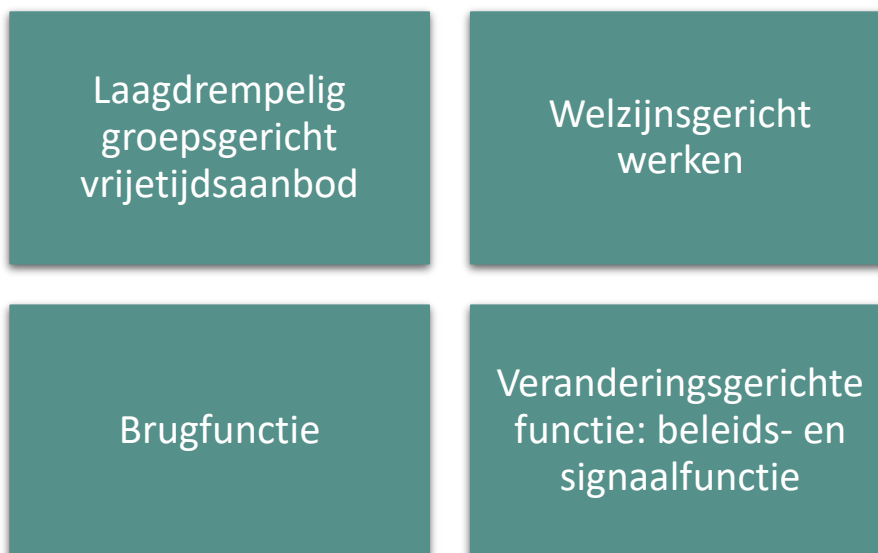 Laagdrempelig
groepsgericht
vrijetijdsaanbod
Welzijnsgericht
werken
Brugfunctie
Veranderingsgerichte
functie: beleids- en
signaalfunctie